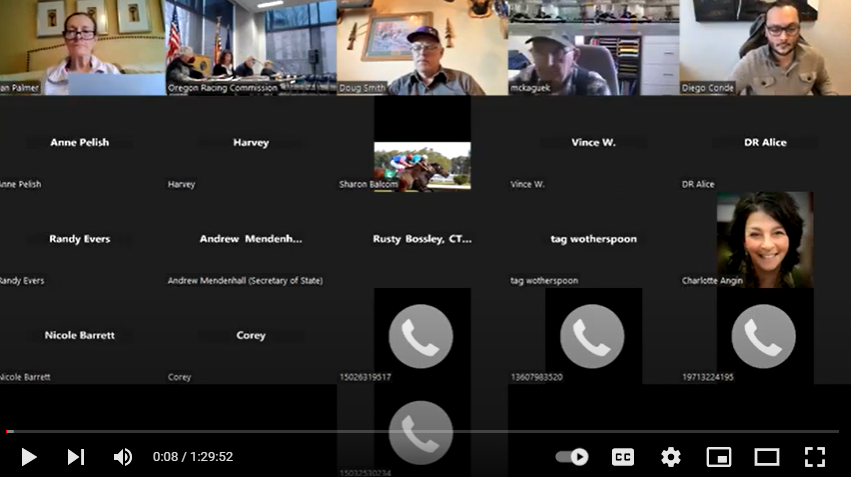 an Palmer
Oregon Racing Commission
Doug Smith
mckaguek
Diego Conde
Anne Pelish
Harvey
Vince W.
DR Alice
Anne Pelish
Harvey
Sharon Balcom
Vince W.
DR Alice
Randy Evers
Andrew Mendenh...
Rusty Bossley, CT...
tag wotherspoon
Randy Evers
Andrew Mendenhall (Secretary of State)
tag wotherspoon
Charlotte Angin
Nicole Barrett
Corey
Nicole Barrett
Corey
15026319517
13607983520
19713224195
0:08 / 1:29:52
CC
15032530234